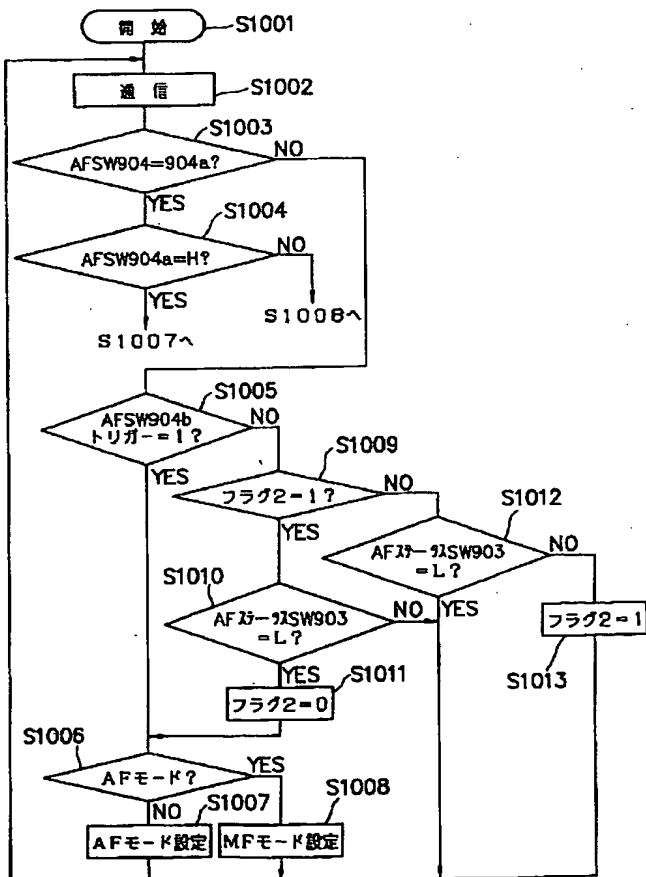 開始
S1001
通信
S1002
S1003
AFSW904=904a?
NO
YES
S1004
AFSW904a=H?
NO
YES
S1007へ
S1008へ
S1005
AFSW904b
トリガー=1?
NO
YES
S1009
フラグ2=1?
NO
YES
S1012
AFステータスSW903
=L?
NO
YES
S1010
AFステータスSW903
=L?
NO
YES
S1011
フラグ2=0
フラグ2=1
S1013
S1006
AFモード?
YES
NO
S1007
AFモード設定
S1008
MFモード設定